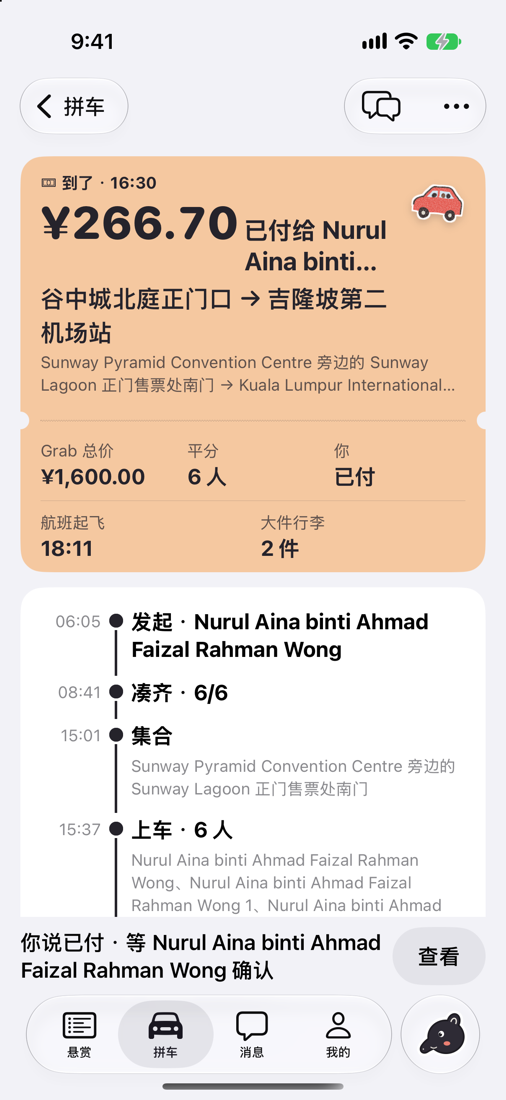 9:41
拼车
到了 · 16:30
¥266.70 已付给 Nurul
Aina binti...
谷中城北庭正门口 → 吉隆坡第二
机场站
Sunway Pyramid Convention Centre 旁边的 Sunway
Lagoon 正门售票处南门 → Kuala Lumpur International...
Grab 总价 平分 你
¥1,600.00 6 人 已付
航班起飞 大件行李
18:11 2 件
06:05 发起 · Nurul Aina binti Ahmad
Faizal Rahman Wong
08:41 凑齐 · 6/6
15:01 集合
Sunway Pyramid Convention Centre 旁边的
Sunway Lagoon 正门售票处南门
15:37 上车 · 6 人
Nurul Aina binti Ahmad Faizal Rahman
Wong、Nurul Aina binti Ahmad Faizal
Rahman Wong 1、Nurul Aina binti Ahmad
你说已付 · 等 Nurul Aina binti Ahmad
Faizal Rahman Wong 确认
查看
悬赏 拼车 消息 我的